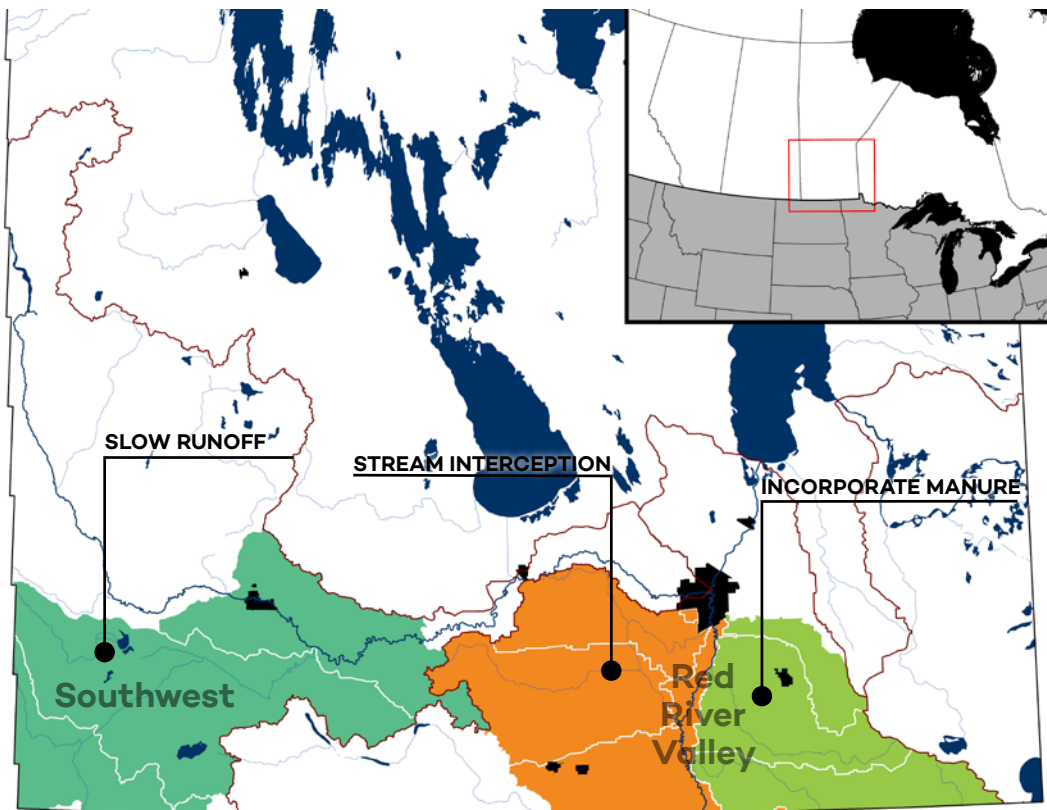 SLOW RUNOFF
STREAM INTERCEPTION
INCORPORATE MANURE
Southwest
Red
River
Valley